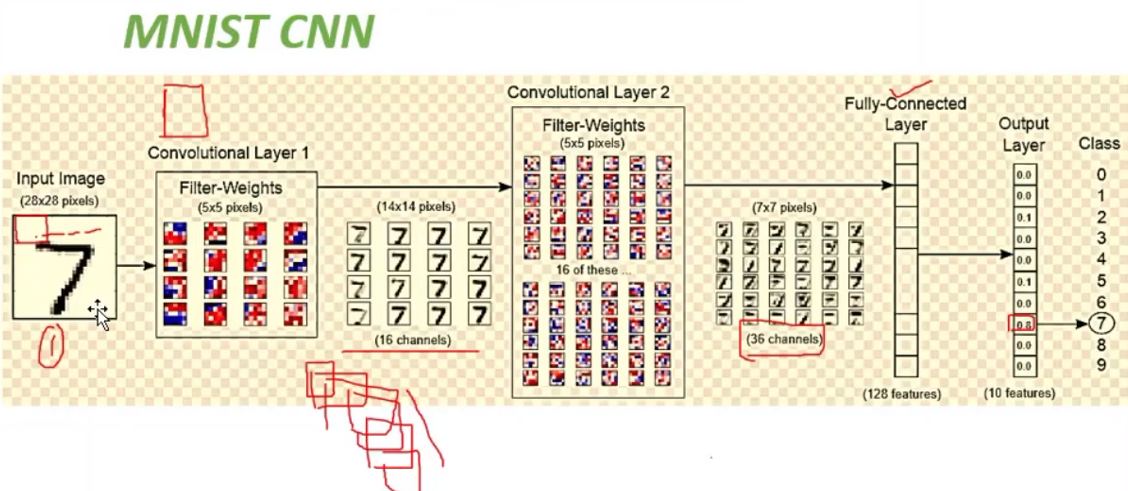 MNIST CNN
Input Image
(28x28 pixels)
1
Convolutional Layer 1
Filter-Weights
(5x5 pixels)
(14x14 pixels)
(16 channels)
Convolutional Layer 2
Filter-Weights
(5x5 pixels)
16 of these ...
(7x7 pixels)
(36 channels)
Fully-Connected
Layer
(128 features)
Output
Layer
0.0
0.0
0.1
0.0
0.0
0.1
0.0
0.8
0.0
0.0
(10 features)
Class
0
1
2
3
4
5
6
7
8
9